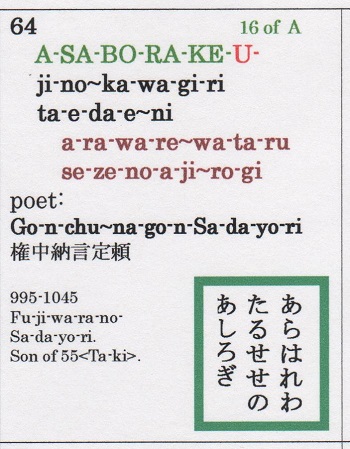 64
16 of A
A-SA-BO-RA-KE-U-
ji-no~ka-wa-gi-ri
ta-e-da-e~ni
a-ra-wa-re~wa-ta-ru
se-ze-no-a-ji~ro-gi
poet:
Go-n-chu~na-go-n-Sa-da-yo-ri
権中納言定頼
995-1045
Fu-ji-wa-ra-no-
Sa-da-yo-ri.
Son of 55<Ta-ki>.
あらはれわ
たるせせの
あしろぎ